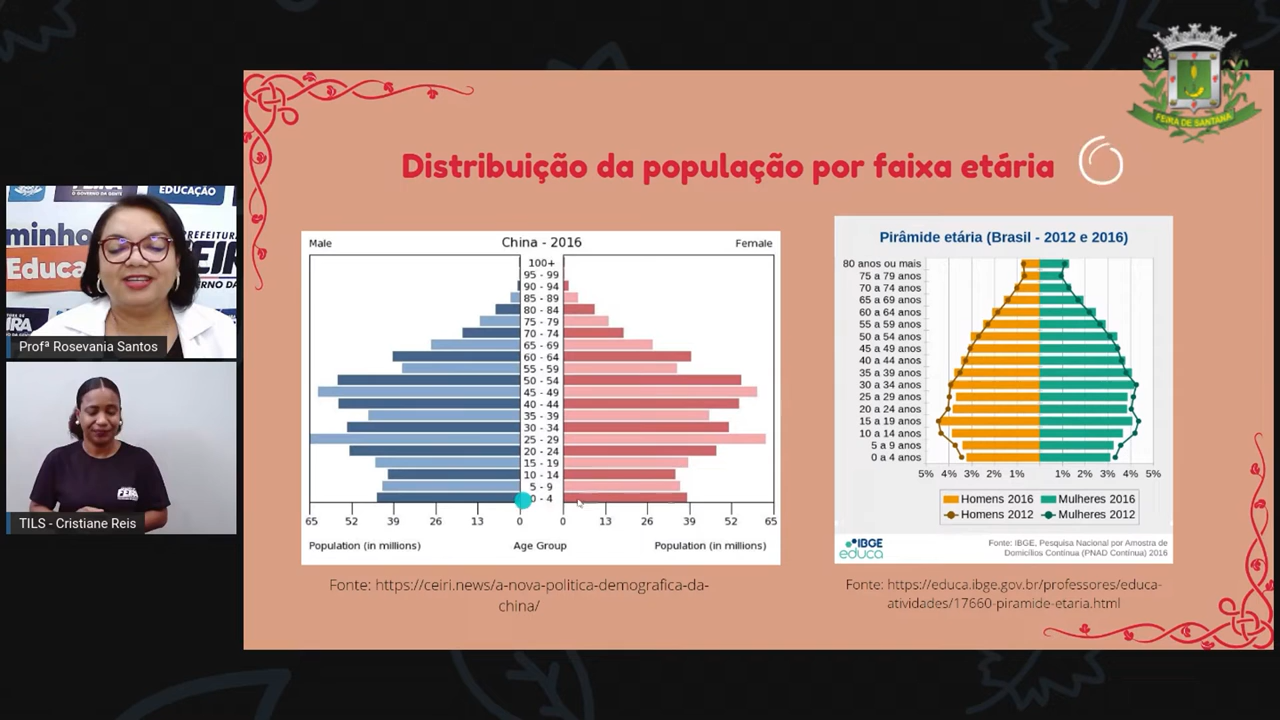 FEIRA DE SANTANA
Distribuição da população por faixa etária
EDUCAÇÃO
minho
Educa
PREFEITURA
Profª Rosevania Santos
FEIRA
TILS - Cristiane Reis
Male
China - 2016
Female
100+
95 - 99
90 - 94
85 - 89
80 - 84
75 - 79
70 - 74
65 - 69
60 - 64
55 - 59
50 - 54
45 - 49
40 - 44
35 - 39
30 - 34
25 - 29
20 - 24
15 - 19
10 - 14
5 - 9
0 - 4
65 52 39 26 13 0 0 13 26 39 52 65
Population (in millions) Age Group Population (in millions)
Fonte: https://ceiri.news/a-nova-politica-demografica-da-
china/
Pirâmide etária (Brasil - 2012 e 2016)
80 anos ou mais
75 a 79 anos
70 a 74 anos
65 a 69 anos
60 a 64 anos
55 a 59 anos
50 a 54 anos
45 a 49 anos
40 a 44 anos
35 a 39 anos
30 a 34 anos
25 a 29 anos
20 a 24 anos
15 a 19 anos
10 a 14 anos
5 a 9 anos
0 a 4 anos
5% 4% 3% 2% 1% 1% 2% 3% 4% 5%
Homens 2016 Mulheres 2016
Homens 2012 Mulheres 2012
IBGE
educa
Fonte: IBGE, Pesquisa Nacional por Amostra de
Domicílios Contínua (PNAD Contínua) 2016
Fonte: https://educa.ibge.gov.br/professores/educa-
atividades/17660-piramide-etaria.html